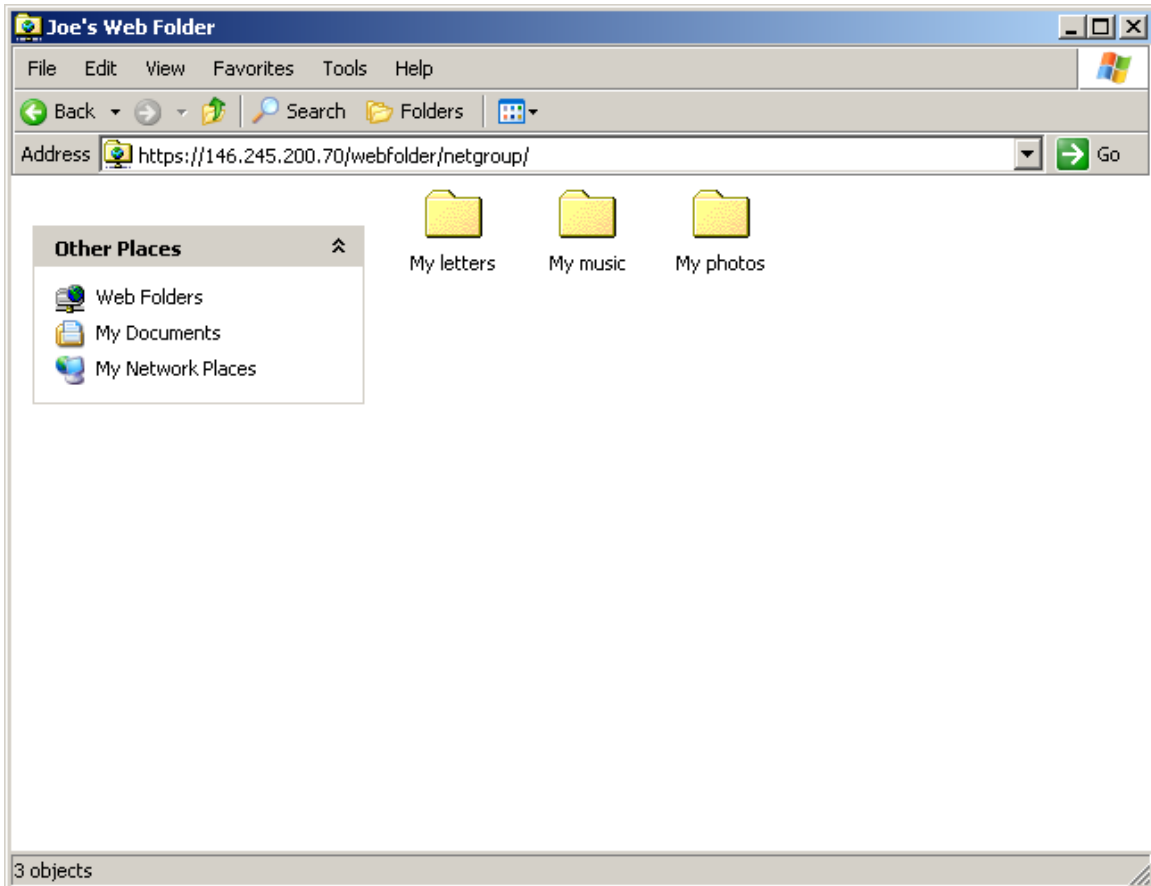 Joe's Web Folder
File Edit View Favorites Tools Help
Back Search Folders
Address https://146.245.200.70/webfolder/netgroup/ Go
Other Places
Web Folders
My Documents
My Network Places
My letters My music My photos
3 objects